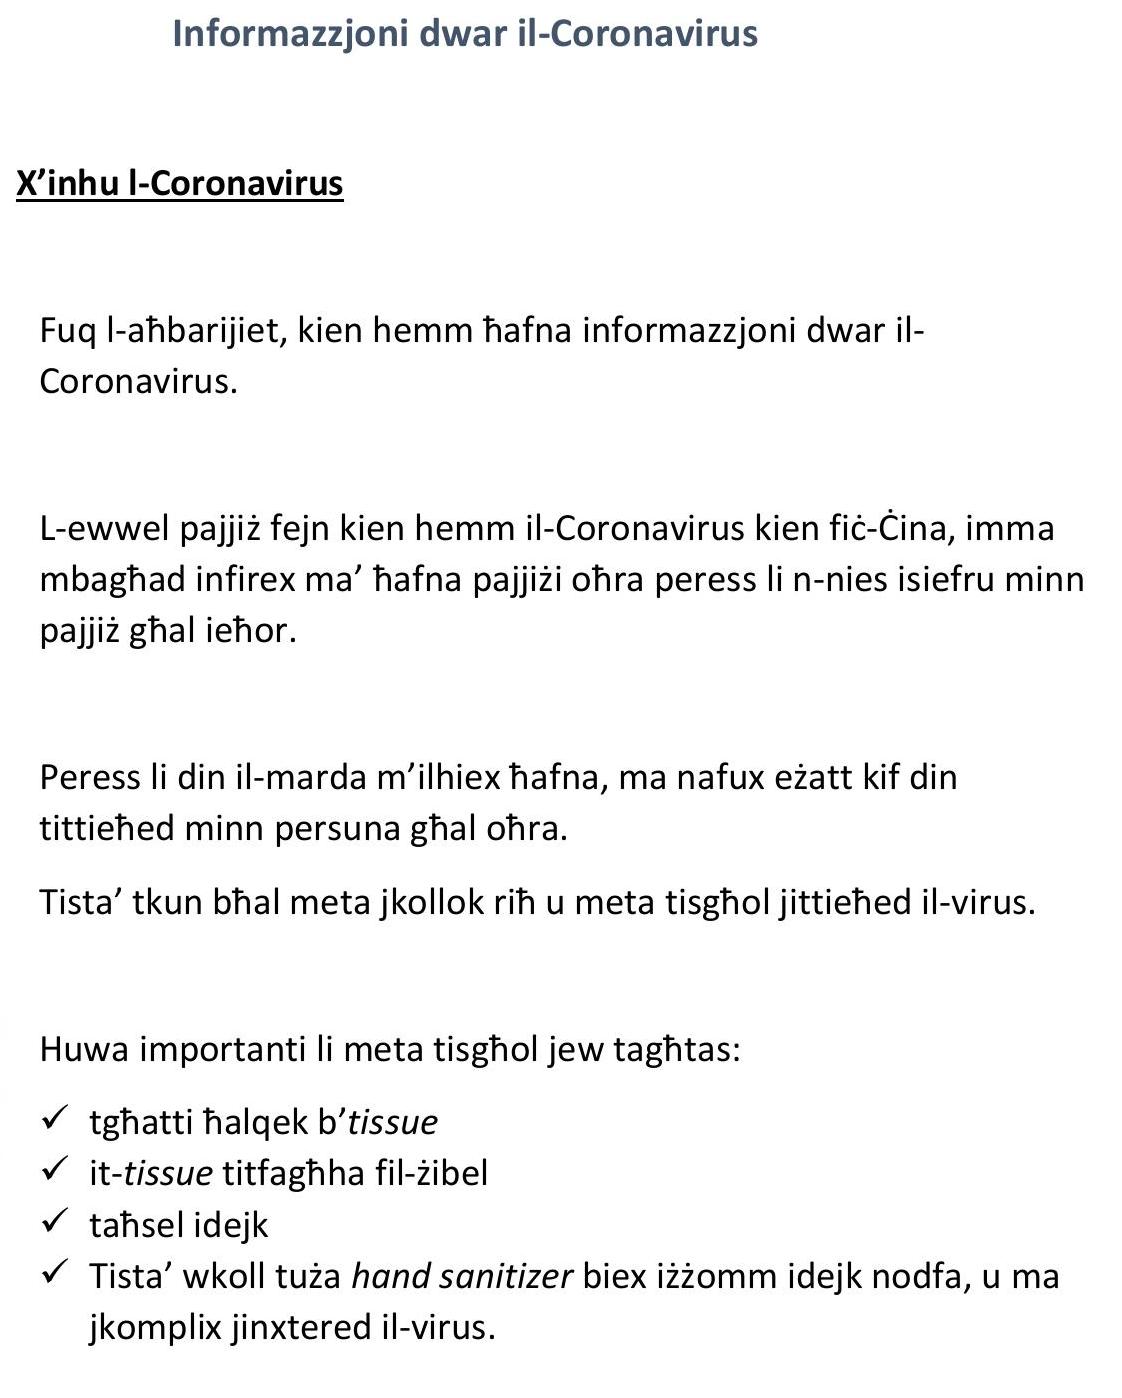 Informazzjoni dwar il-Coronavirus
X’inhu l-Coronavirus
Fuq l-aħbarijiet, kien hemm ħafna informazzjoni dwar il-
Coronavirus.
L-ewwel pajjiż fejn kien hemm il-Coronavirus kien fiċ-Ċina, imma
mbagħad infirex ma’ ħafna pajjiżi oħra peress li n-nies isiefru minn
pajjiż għal ieħor.
Peress li din il-marda m’ilhiex ħafna, ma nafux eżatt kif din
tittieħed minn persuna għal oħra.
Tista’ tkun bħal meta jkollok riħ u meta tisgħol jittieħed il-virus.
Huwa importanti li meta tisgħol jew tagħtas:
✓ tgħatti ħalqek b’tissue
✓ it-tissue titfagħha fil-żibel
✓ taħsel idejk
✓ Tista’ wkoll tuża hand sanitizer biex iżżomm idejk nodfa, u ma
jkomplix jinxtered il-virus.